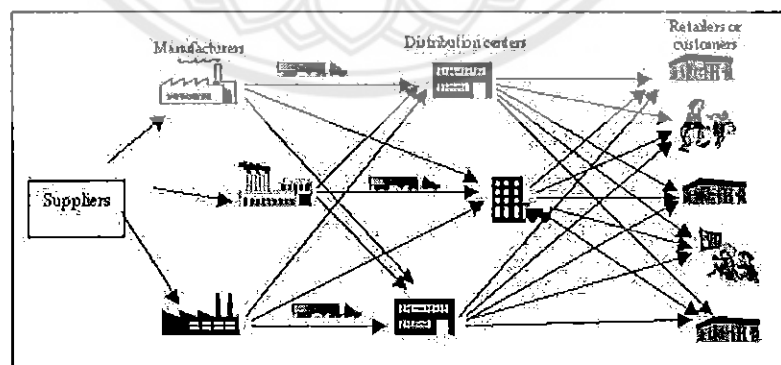 Manufacturers
Distribution centers
Retailers or
customers
Suppliers